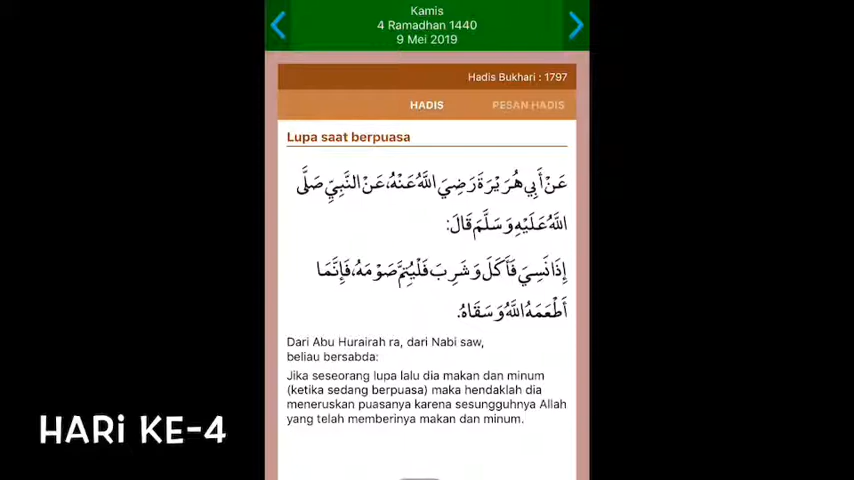 Kamis
4 Ramadhan 1440
9 Mei 2019
Hadis Bukhari : 1797
HADIS
PESAN HADIS
Lupa saat berpuasa
عَنْ أَبِي هُرَيْرَةَ رَضِيَ اللَّهُ عَنْهُ، عَنْ النَّبِيِّ صَلَّى
اللَّهُ عَلَيْهِ وَسَلَّمَ قَالَ:
إِذَا نَسِيَ فَأَكَلَ وَشَرِبَ فَلْيُتِمَّ صَوْمَهُ، فَإِنَّمَا
أَطْعَمَهُ اللَّهُ وَسَقَاهُ.
Dari Abu Hurairah ra, dari Nabi saw,
beliau bersabda:
Jika seseorang lupa lalu dia makan dan minum
(ketika sedang berpuasa) maka hendaklah dia
meneruskan puasanya karena sesungguhnya Allah
yang telah memberinya makan dan minum.
HARi KE-4